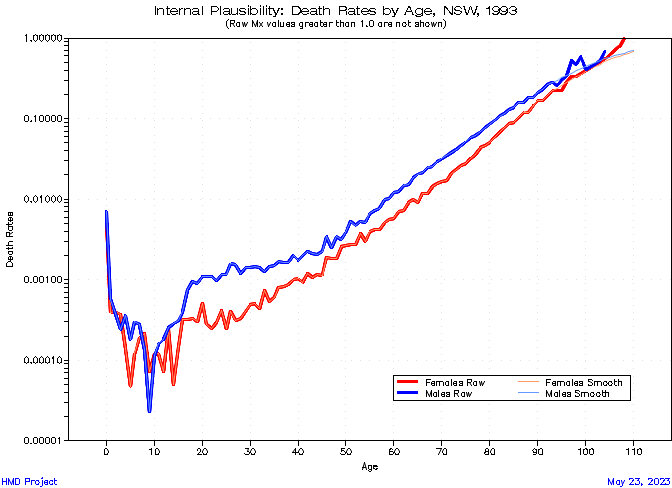 Internal Plausibility: Death Rates by Age, NSW, 1993
(Raw Mx values greater than 1.0 are not shown)
1.00000
0.10000
0.01000
0.00100
0.00010
0.00001
Death Rates
Females Raw
Females Smooth
Males Raw
Males Smooth
0 10 20 30 40 50 60 70 80 90 100 110
Age
HMD Project
May 23, 2023